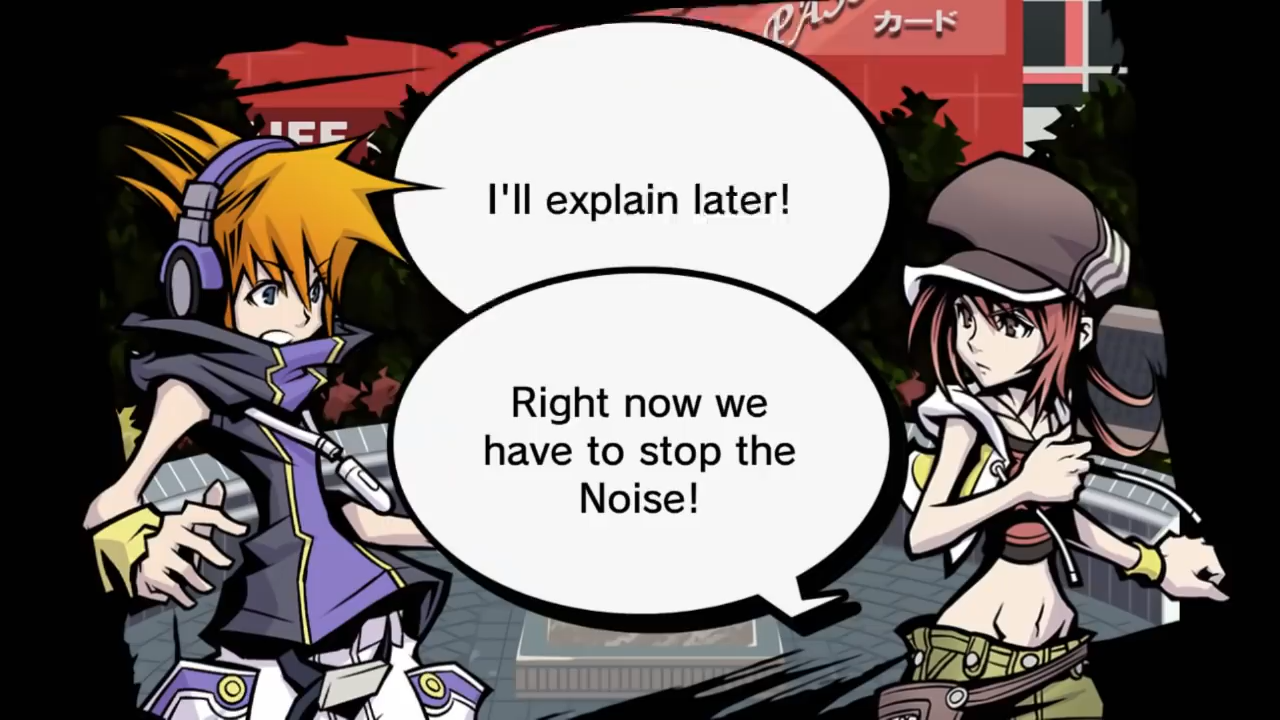 カード
I'll explain later!
Right now we
have to stop the
Noise!